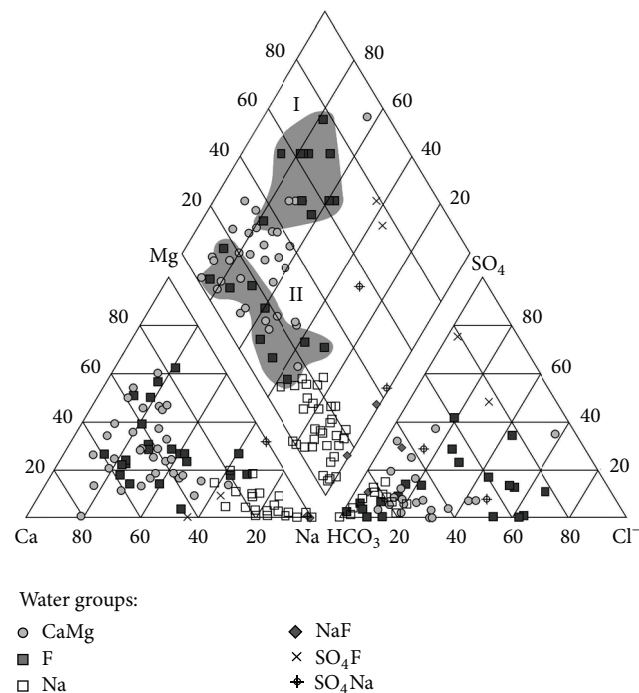 80 80
60 I 60
40 40
20 20
Mg SO₄
II
80 80
60 60
40 40
20 20
Ca 80 60 40 20 Na HCO₃ 20 40 60 80 Cl⁻
Water groups:
CaMg NaF
F SO₄F
Na SO₄Na